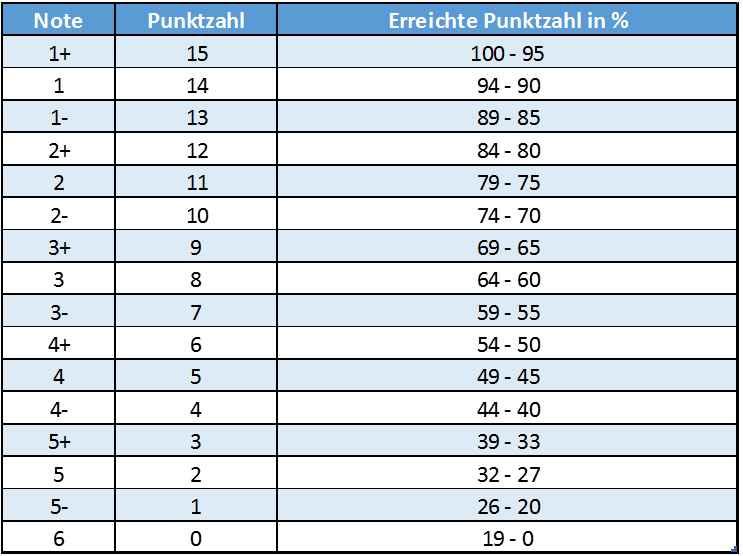 Note Punktzahl Erreichte Punktzahl in %
1+ 15 100 - 95
1 14 94 - 90
1- 13 89 - 85
2+ 12 84 - 80
2 11 79 - 75
2- 10 74 - 70
3+ 9 69 - 65
3 8 64 - 60
3- 7 59 - 55
4+ 6 54 - 50
4 5 49 - 45
4- 4 44 - 40
5+ 3 39 - 33
5 2 32 - 27
5- 1 26 - 20
6 0 19 - 0